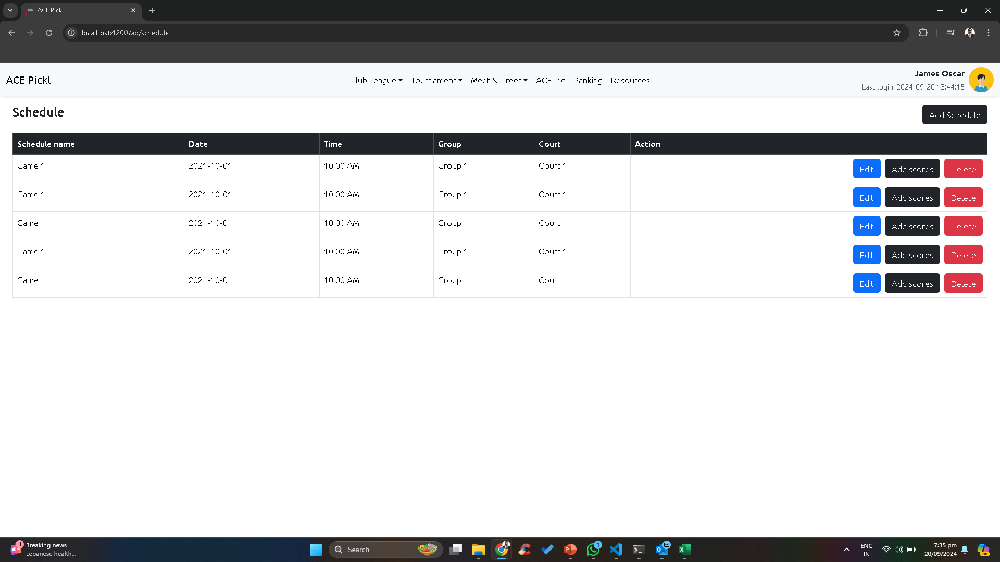 ACE Pickl
localhost:4200/ap/schedule
ACE Pickl
Club League Tournament Meet & Greet ACE Pickl Ranking Resources
James Oscar
Last login: 2024-09-20 13:44:15
Schedule
Add Schedule
Schedule name Date Time Group Court Action
Game 1 2021-10-01 10:00 AM Group 1 Court 1 Edit Add scores Delete
Game 1 2021-10-01 10:00 AM Group 1 Court 1 Edit Add scores Delete
Game 1 2021-10-01 10:00 AM Group 1 Court 1 Edit Add scores Delete
Game 1 2021-10-01 10:00 AM Group 1 Court 1 Edit Add scores Delete
Game 1 2021-10-01 10:00 AM Group 1 Court 1 Edit Add scores Delete
1
Breaking news
Lebanese health...
Search
1
ENG
IN
7:35 pm
20/09/2024
PRE